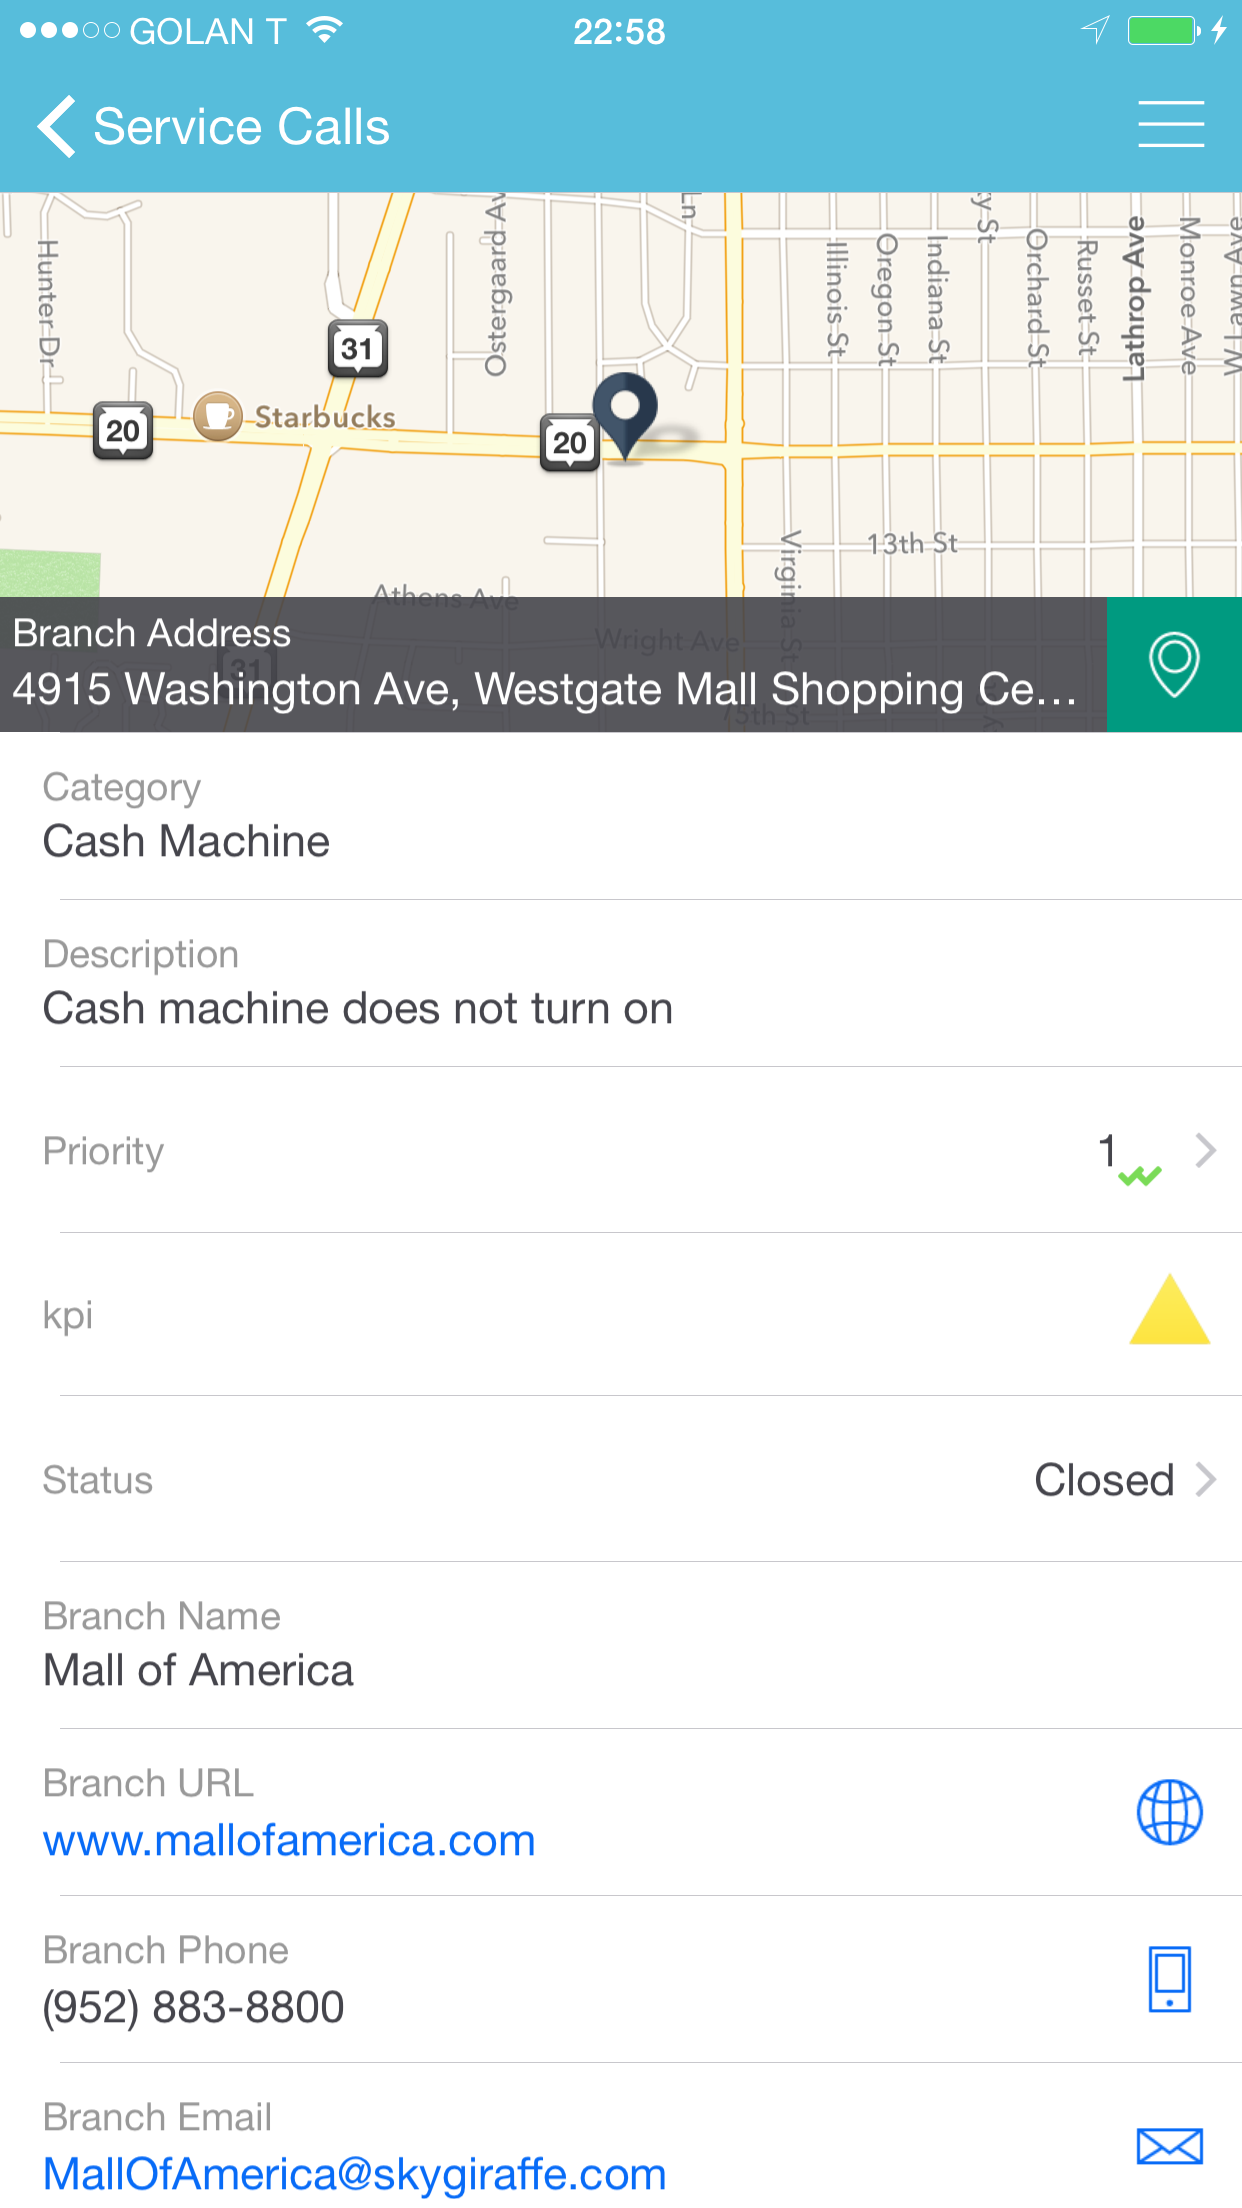 GOLAN T 22:58
Service Calls
Hunter Dr
Ostergaard Av
Ln
Illinois St
Oregon St
Indiana St
y St
Orchard St
Russet St
Lathrop Ave
Monroe Ave
31
20
Starbucks
20
Virginia St
13th St
Athens Ave
Wright Ave
31
15th St
Branch Address
4915 Washington Ave, Westgate Mall Shopping Ce...
Category
Cash Machine
Description
Cash machine does not turn on
Priority 1
kpi
Status Closed
Branch Name
Mall of America
Branch URL
www.mallofamerica.com
Branch Phone
(952) 883-8800
Branch Email
MallOfAmerica@skygiraffe.com